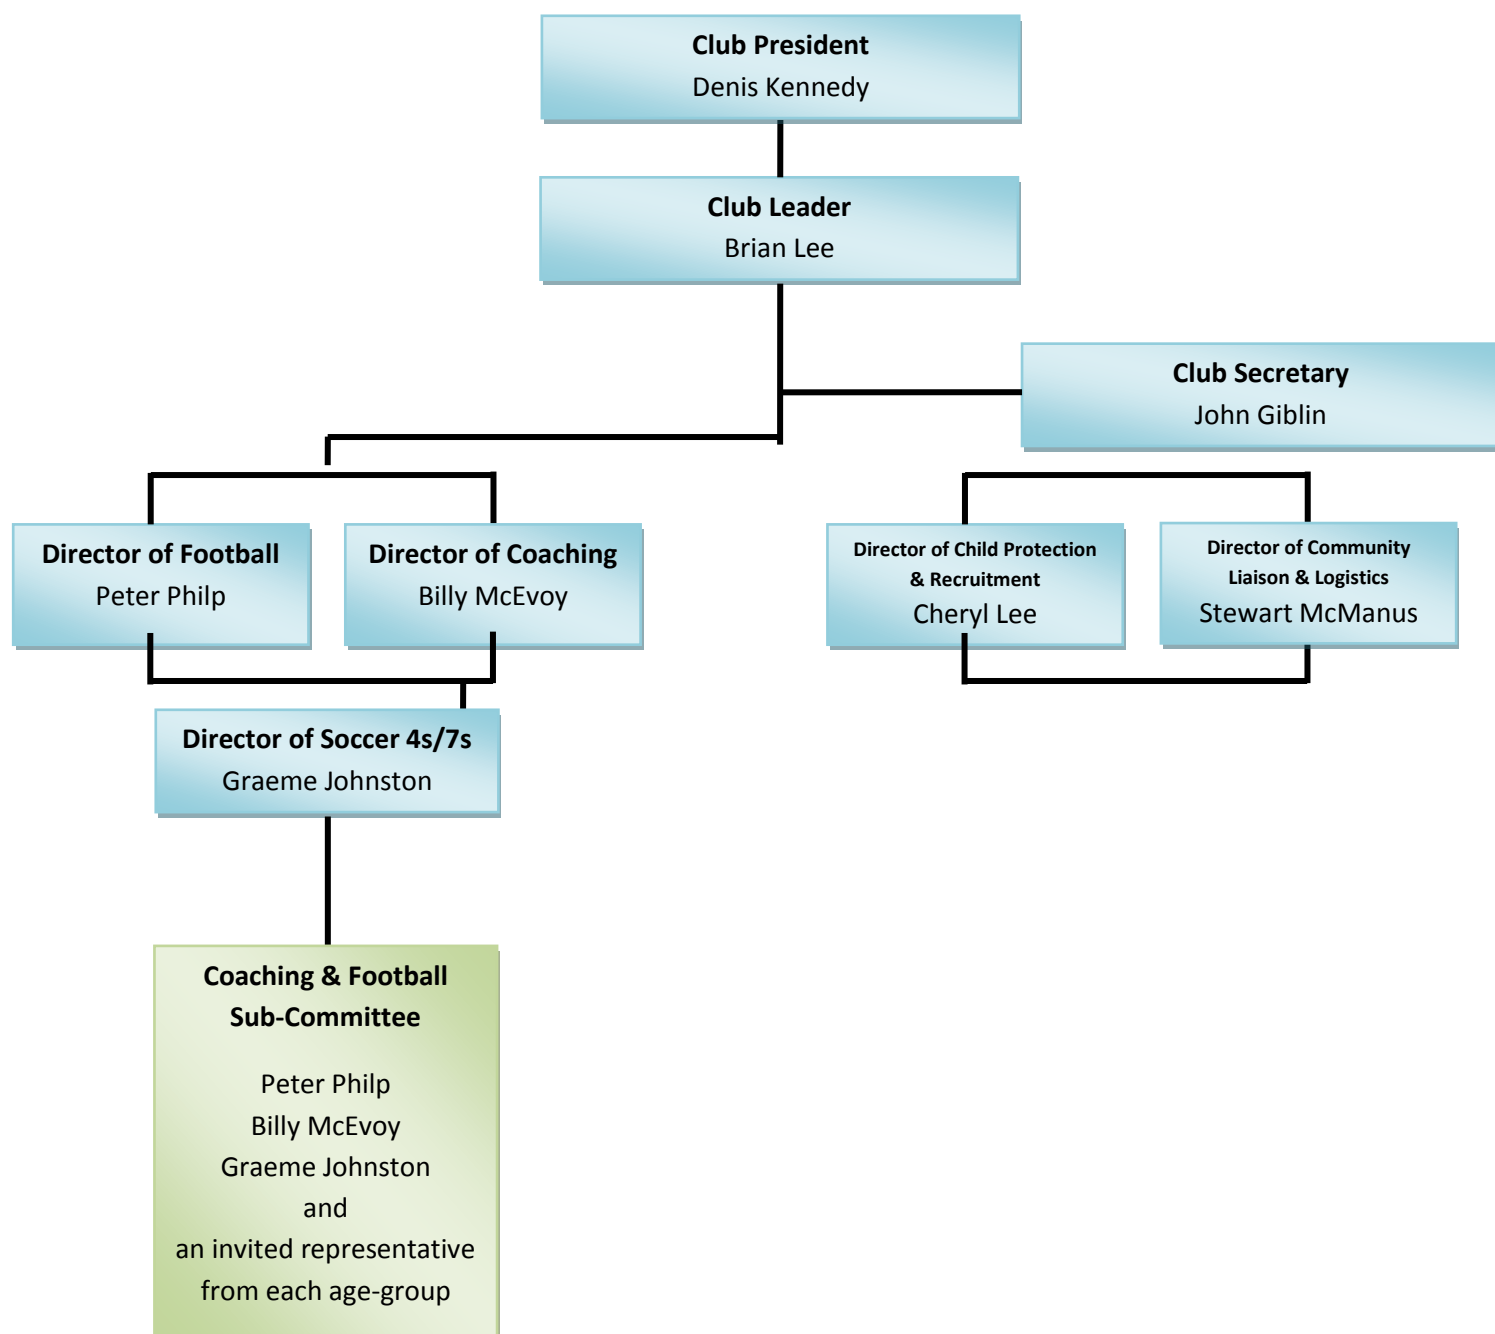 Club President
Denis Kennedy
Club Leader
Brian Lee
Club Secretary
John Giblin
Director of Football
Peter Philp
Director of Coaching
Billy McEvoy
Director of Child Protection
& Recruitment
Cheryl Lee
Director of Community
Liaison & Logistics
Stewart McManus
Director of Soccer 4s/7s
Graeme Johnston
Coaching & Football
Sub-Committee
Peter Philp
Billy McEvoy
Graeme Johnston
and
an invited representative
from each age-group